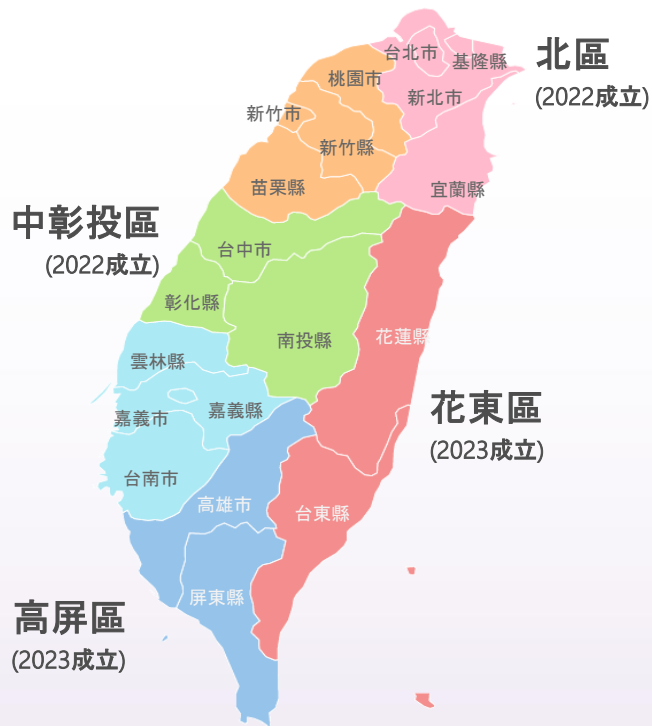 北區
(2022成立)
台北市
基隆縣
桃園市
新北市
新竹市
新竹縣
苗栗縣
宜蘭縣
中彰投區
(2022成立)
台中市
彰化縣
南投縣
花蓮縣
雲林縣
嘉義縣
嘉義市
花東區
(2023成立)
台南市
高雄市
台東縣
屏東縣
高屏區
(2023成立)